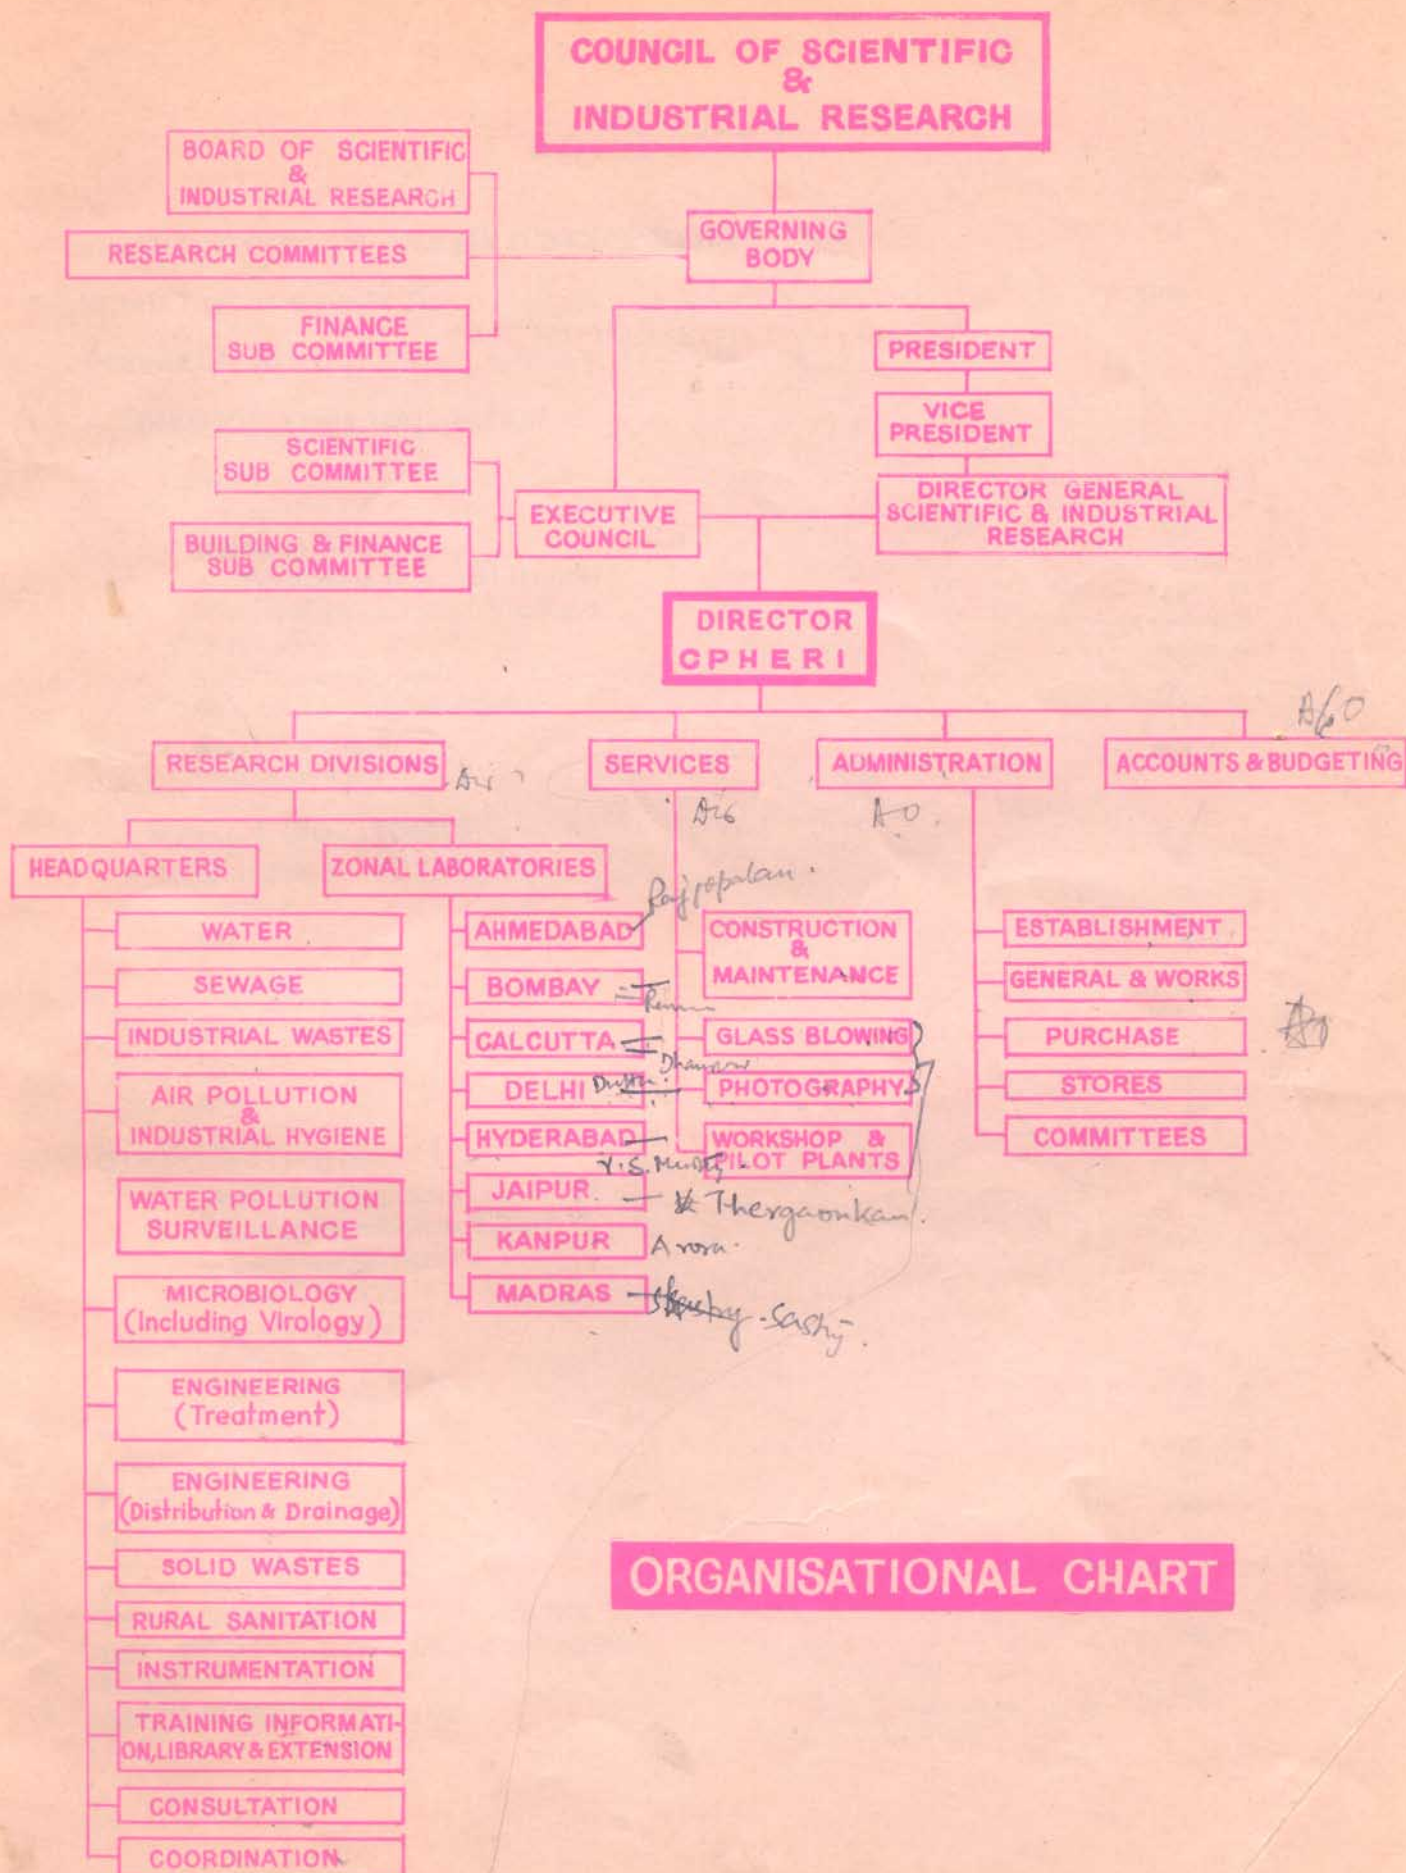 COUNCIL OF SCIENTIFIC
&
INDUSTRIAL RESEARCH
BOARD OF SCIENTIFIC
&
INDUSTRIAL RESEARCH
RESEARCH COMMITTEES
FINANCE
SUB COMMITTEE
GOVERNING
BODY
PRESIDENT
VICE
PRESIDENT
SCIENTIFIC
SUB COMMITTEE
BUILDING & FINANCE
SUB COMMITTEE
EXECUTIVE
COUNCIL
DIRECTOR GENERAL
SCIENTIFIC & INDUSTRIAL
RESEARCH
DIRECTOR
CPHERI
RESEARCH DIVISIONS
SERVICES
ADMINISTRATION
A.O.
ACCOUNTS & BUDGETING
HEADQUARTERS
WATER
SEWAGE
INDUSTRIAL WASTES
AIR POLLUTION
&
INDUSTRIAL HYGIENE
WATER POLLUTION
SURVEILLANCE
MICROBIOLOGY
(Including Virology)
ENGINEERING
(Treatment)
ENGINEERING
(Distribution & Drainage)
SOLID WASTES
RURAL SANITATION
INSTRUMENTATION
TRAINING INFORMATI-
ON, LIBRARY & EXTENSION
CONSULTATION
COORDINATION
ZONAL LABORATORIES
AHMEDABAD
BOMBAY
CALCUTTA
DELHI
HYDERABAD
JAIPUR
Thergaonkar.
KANPUR
Arora.
MADRAS
Sastry.
CONSTRUCTION
&
MAINTENANCE
GLASS BLOWING
PHOTOGRAPHY
WORKSHOP &
PILOT PLANTS
ESTABLISHMENT
GENERAL & WORKS
PURCHASE
STORES
COMMITTEES
ORGANISATIONAL CHART